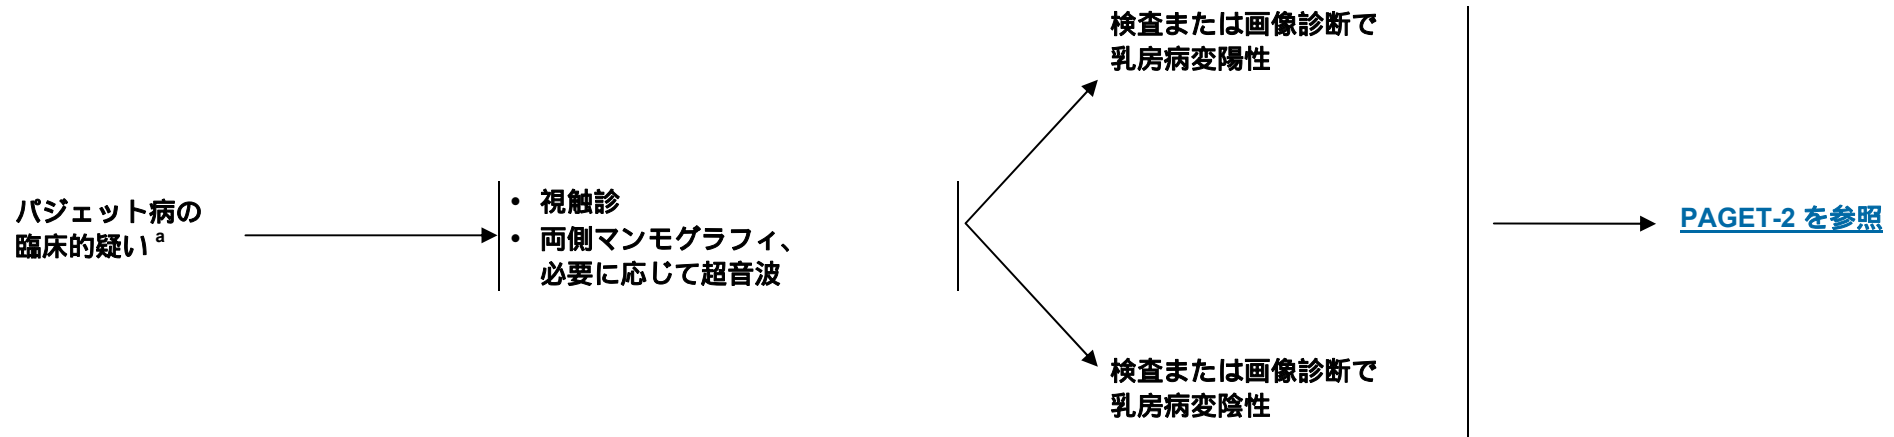 パジェット病の
臨床的疑い a
• 視触診
• 両側マンモグラフィ、
必要に応じて超音波
検査または画像診断で
乳房病変陽性
検査または画像診断で
乳房病変陰性
PAGET-2 を参照